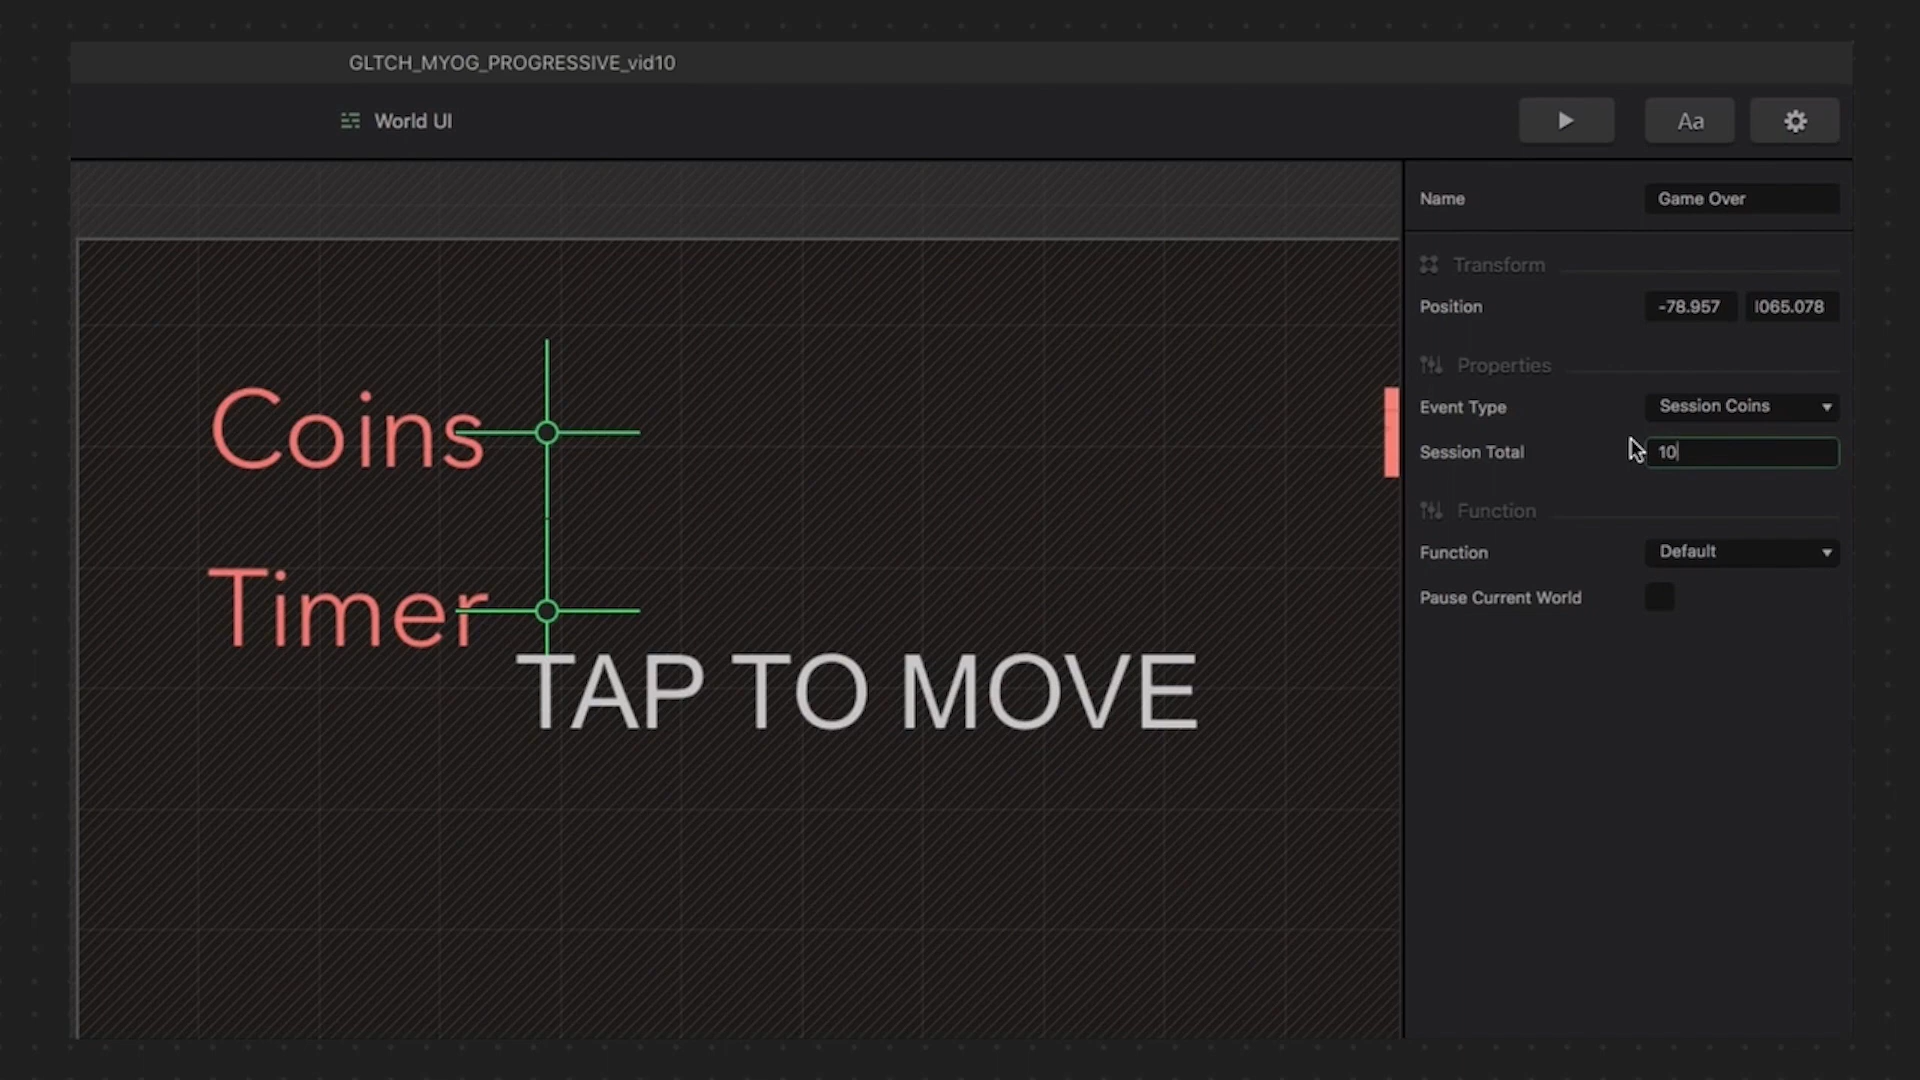 GLTCH_MYOG_PROGRESSIVE_vid10
World UI
Aa
Name Game Over
Transform
Position -78.957 1065.078
Properties
Event Type Session Coins
Session Total 10
Function
Function Default
Pause Current World
Coins
Timer
TAP TO MOVE